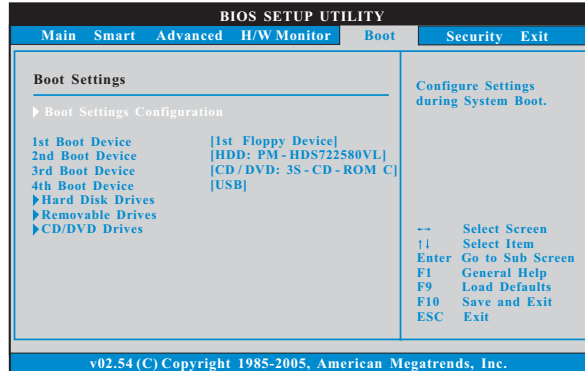 BIOS SETUP UTILITY
Main Smart Advanced H/W Monitor Boot Security Exit
Boot Settings
Boot Settings Configuration
1st Boot Device [1st Floppy Device]
2nd Boot Device [HDD: PM - HDS722580VL]
3rd Boot Device [CD / DVD: 3S - CD - ROM C]
4th Boot Device [USB]
Hard Disk Drives
Removable Drives
CD/DVD Drives
Configure Settings
during System Boot.
←→ Select Screen
↑↓ Select Item
Enter Go to Sub Screen
F1 General Help
F9 Load Defaults
F10 Save and Exit
ESC Exit
v02.54 (C) Copyright 1985-2005, American Megatrends, Inc.